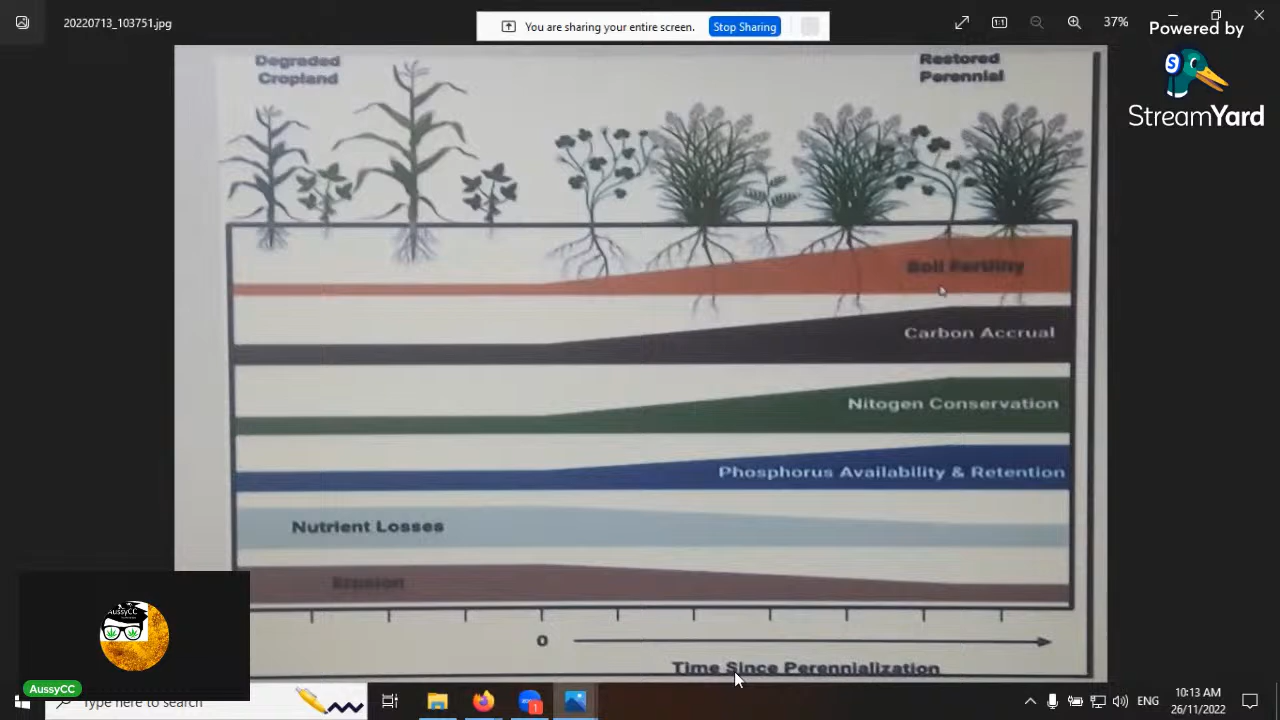 20220713_103751.jpg
You are sharing your entire screen.
Stop Sharing
37%
Powered by
StreamYard
Degraded
Cropland
Restored
Perennial
Soil Fertility
Carbon Accrual
Nitogen Conservation
Phosphorus Availability & Retention
Nutrient Losses
Erosion
0
Time Since Perennialization
AussyCC
AussyCC
Type here to search
ENG
10:13 AM
26/11/2022